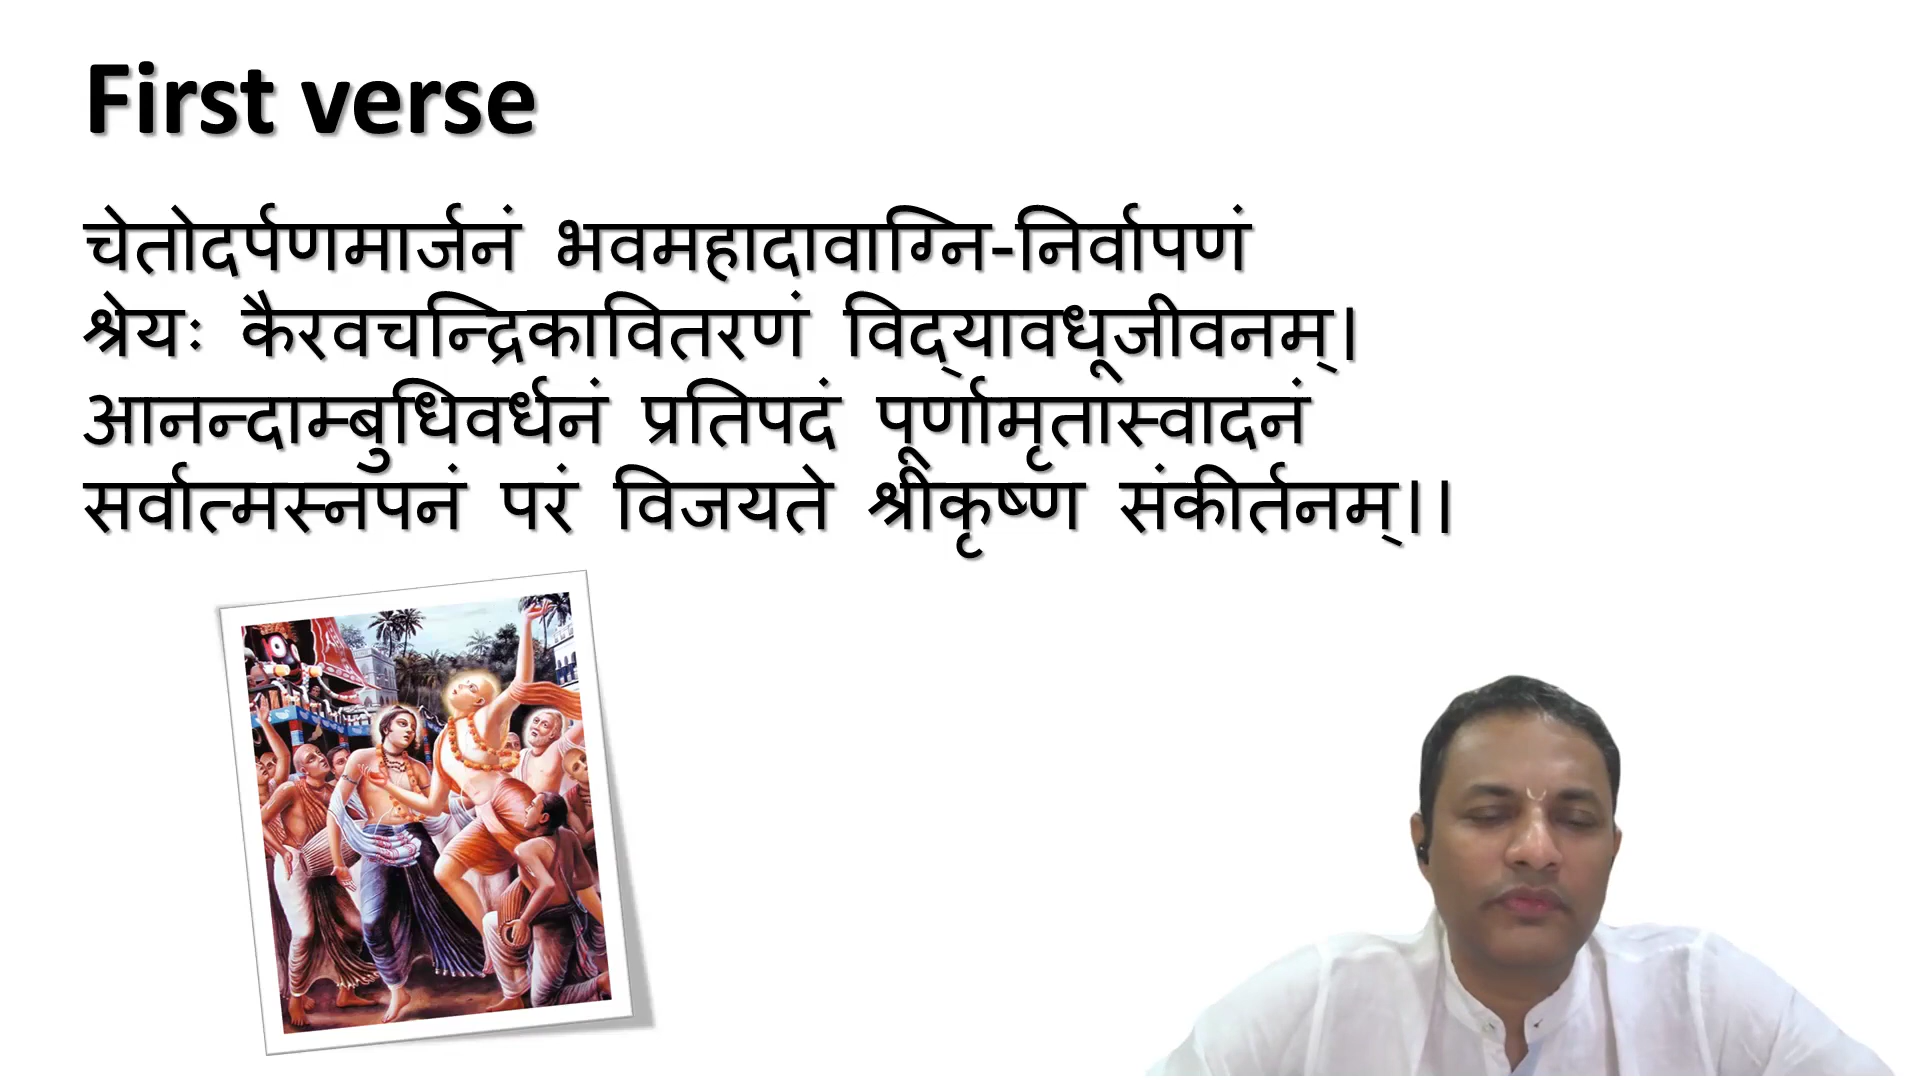 First verse
चेतोदर्पणमार्जनं भवमहादावाग्नि-निर्वापणं
श्रेयः कैरवचन्द्रिकावितरणं विद्‌यावधूजीवनम्।
आनन्दाम्बुधिवर्धनं प्रतिपदं पूर्णामृतास्वादनं
सर्वात्मस्नपनं परं विजयते श्रीकृष्ण संकीर्तनम्।।